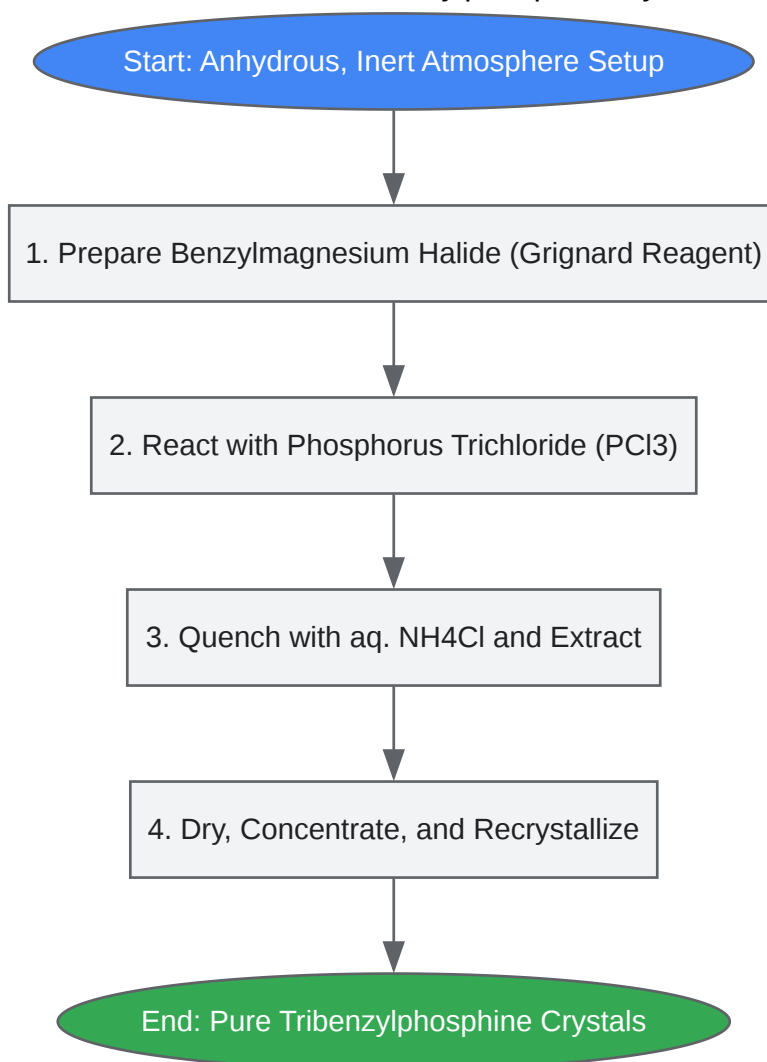 Start: Anhydrous, Inert Atmosphere Setup
1. Prepare Benzylmagnesium Halide (Grignard Reagent)
2. React with Phosphorus Trichloride (PCl3)
3. Quench with aq. NH4Cl and Extract
4. Dry, Concentrate, and Recrystallize
End: Pure Tribenzylphosphine Crystals